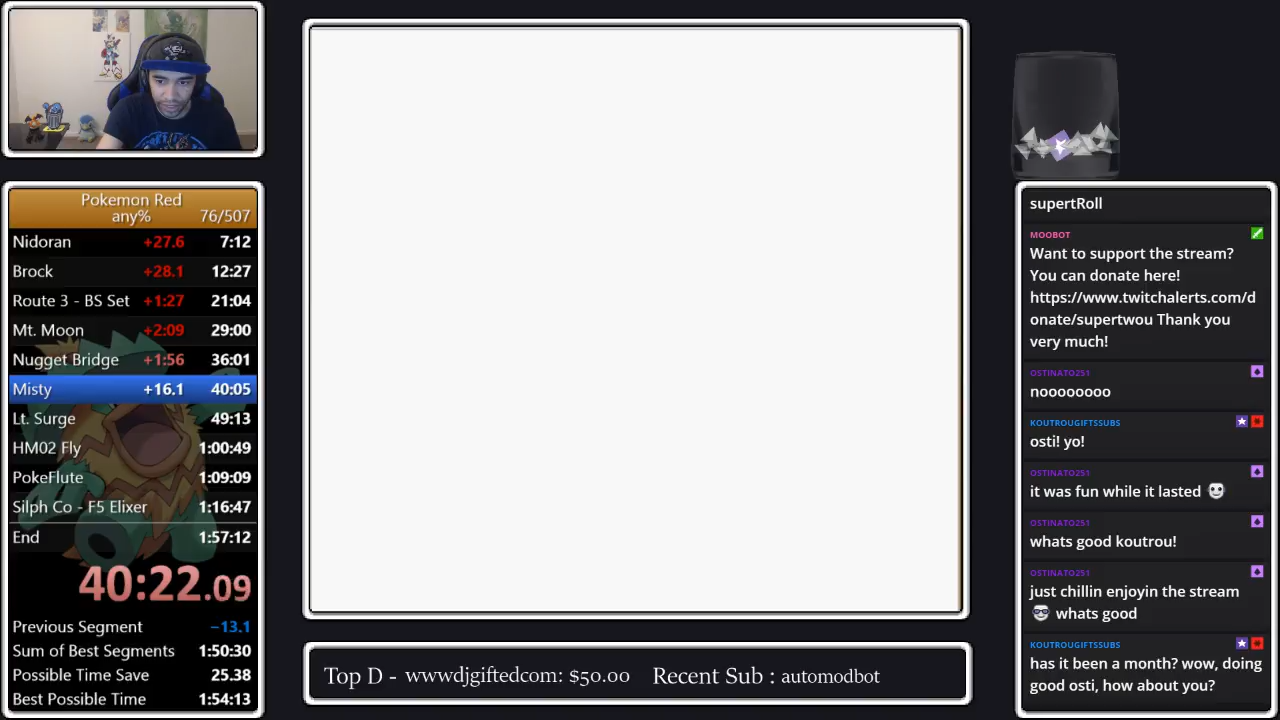 Pokemon Red
any% 76/507
Nidoran +27.6 7:12
Brock +28.1 12:27
Route 3 - BS Set +1:27 21:04
Mt. Moon +2:09 29:00
Nugget Bridge +1:56 36:01
Misty +16.1 40:05
Lt. Surge 49:13
HM02 Fly 1:00:49
PokeFlute 1:09:09
Silph Co - F5 Elixer 1:16:47
End 1:57:12
40:22.09
Previous Segment −13.1
Sum of Best Segments 1:50:30
Possible Time Save 25.38
Best Possible Time 1:54:13
Top D - wwwdjgiftedcom: $50.00 Recent Sub : automodbot
supertRoll
MOOBOT
Want to support the stream?
You can donate here!
https://www.twitchalerts.com/d
onate/supertwou Thank you
very much!
OSTINATO251
noooooooo
KOUTROUGIFTSSUBS
osti! yo!
OSTINATO251
it was fun while it lasted
OSTINATO251
whats good koutrou!
OSTINATO251
just chillin enjoyin the stream
whats good
KOUTROUGIFTSSUBS
has it been a month? wow, doing
good osti, how about you?